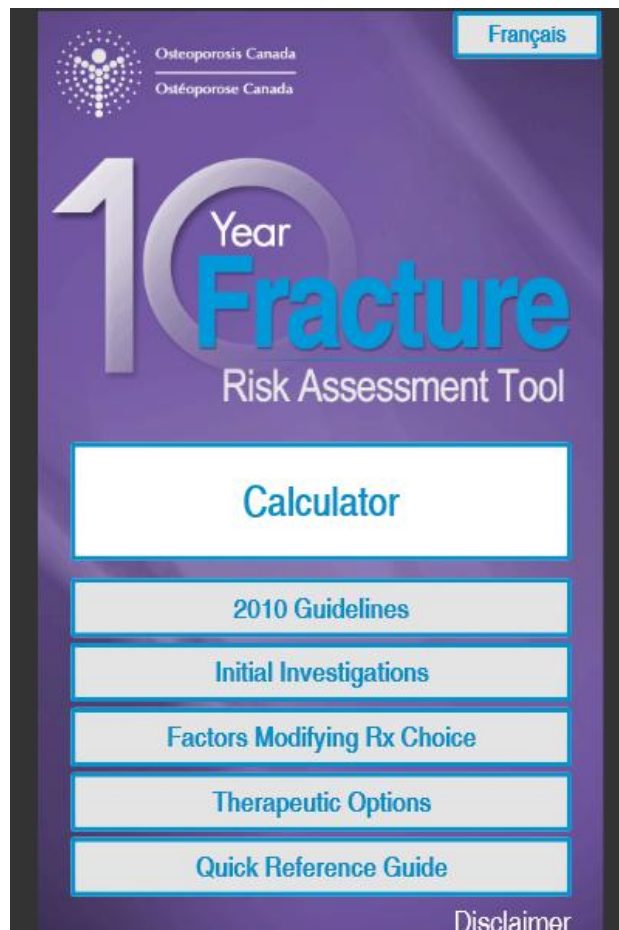 Français
Osteoporosis Canada
Ostéoporose Canada
10
Year
Fracture
Risk Assessment Tool
Calculator
2010 Guidelines
Initial Investigations
Factors Modifying Rx Choice
Therapeutic Options
Quick Reference Guide
Disclaimer